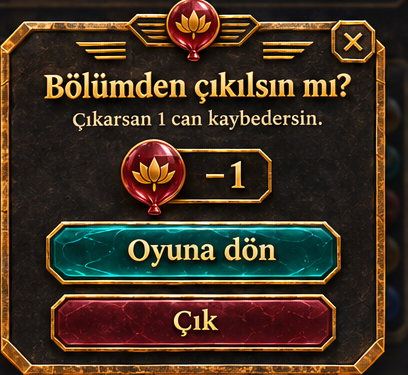 Bölümden çıkılsın mı?
Çıkarsan 1 can kaybedersin.
-1
Oyuna dön
Çık